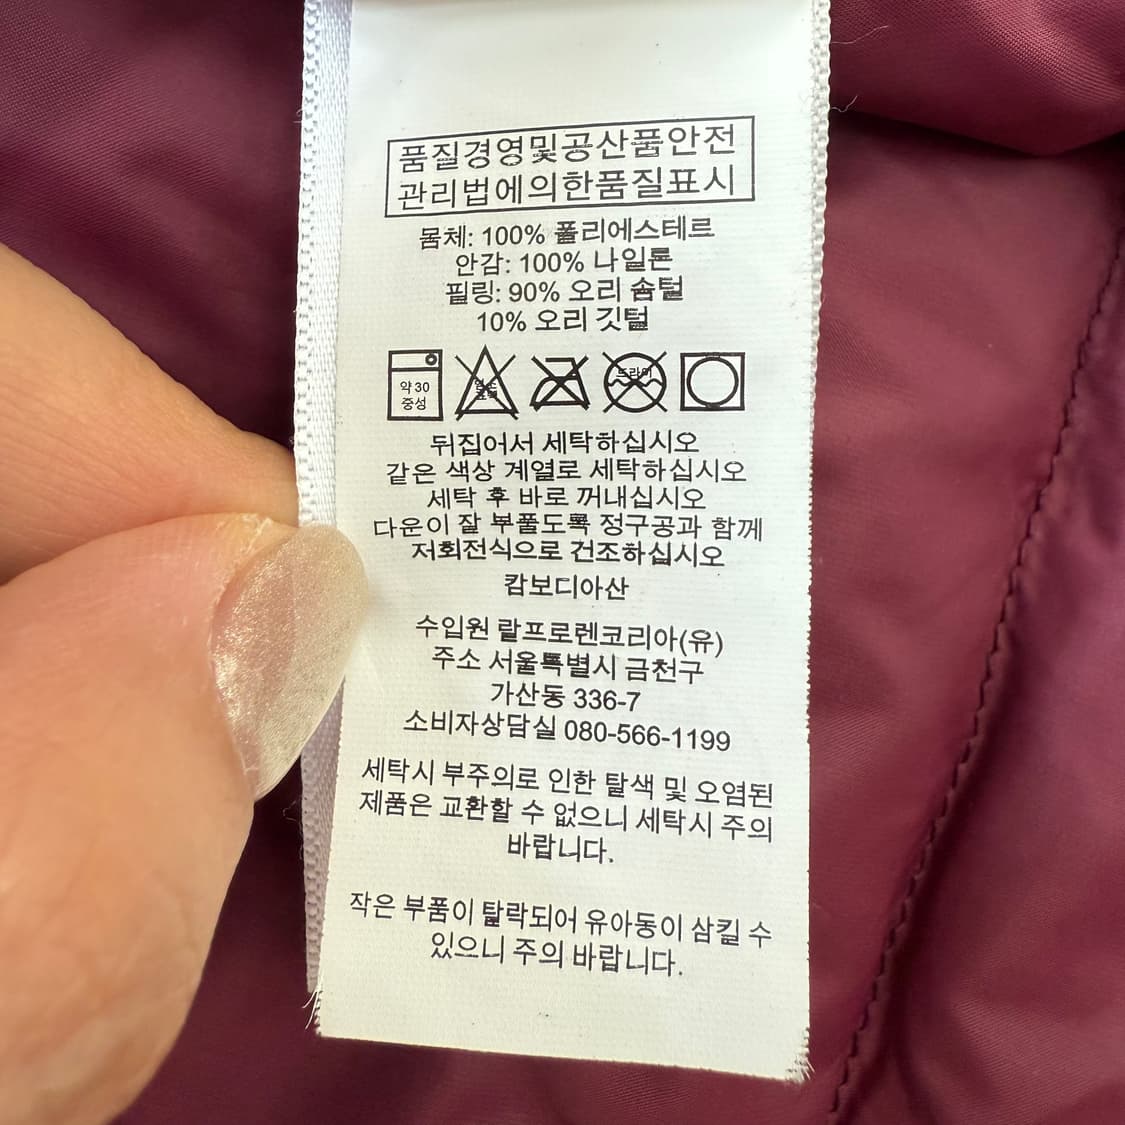 품질경영및공산품안전
관리법에의한품질표시
몸체: 100% 폴리에스테르
안감: 100% 나일론
필링: 90% 오리 솜털
10% 오리 깃털
약 30
중성
드라이
뒤집어서 세탁하십시오
같은 색상 계열로 세탁하십시오
세탁 후 바로 꺼내십시오
다운이 잘 부풀도록 정구공과 함께
저회전식으로 건조하십시오
캄보디아산
수입원 랄프로렌코리아(유)
주소 서울특별시 금천구
가산동 336-7
소비자상담실 080-566-1199
세탁시 부주의로 인한 탈색 및 오염된
제품은 교환할 수 없으니 세탁시 주의
바랍니다.
작은 부품이 탈락되어 유아동이 삼킬 수
있으니 주의 바랍니다.